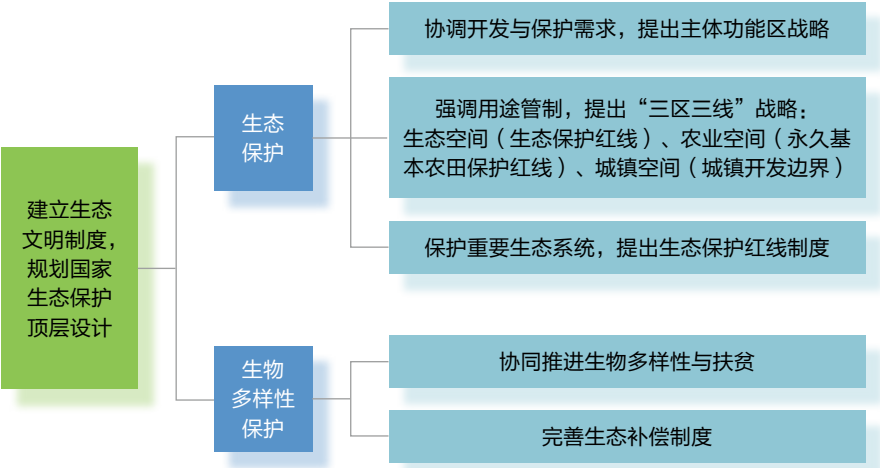 建立生态
文明制度，
规划国家
生态保护
顶层设计
生态
保护
协调开发与保护需求，提出主体功能区战略
强调用途管制，提出“三区三线”战略：
生态空间（生态保护红线）、农业空间（永久基
本农田保护红线）、城镇空间（城镇开发边界）
保护重要生态系统，提出生态保护红线制度
生物
多样性
保护
协同推进生物多样性与扶贫
完善生态补偿制度